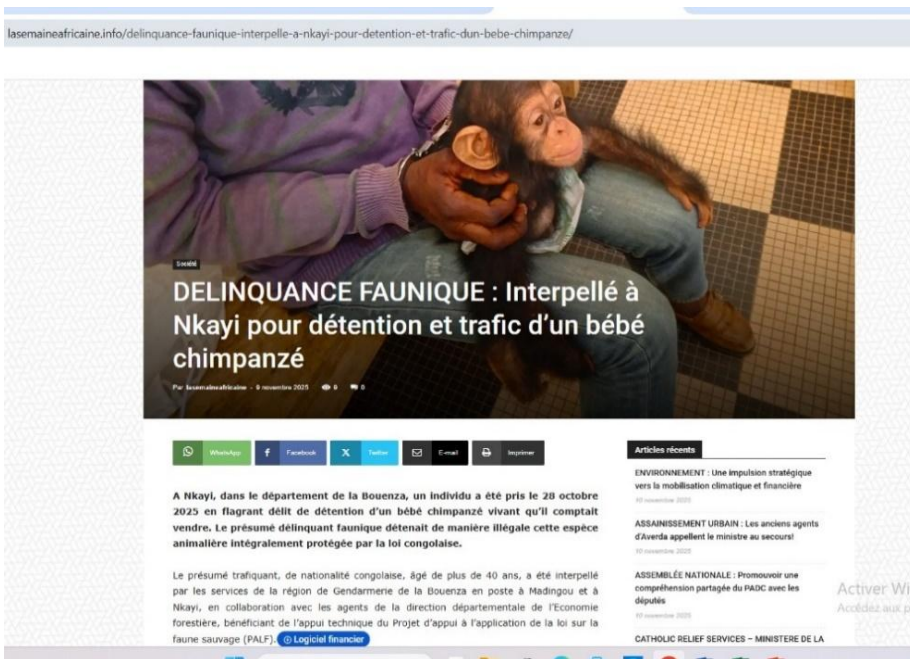 lasemaineafricaine.info/delinquance-faunique-interpelle-a-nkayi-pour-detention-et-trafic-dun-bebe-chimpanze/
Société
DELINQUANCE FAUNIQUE : Interpellé à
Nkayi pour détention et trafic d'un bébé
chimpanzé
Par lasemaineafricaine - 9 novembre 2025
WhatsApp Facebook Twitter E-mail Imprimer
A Nkayi, dans le département de la Bouenza, un individu a été pris le 28 octobre
2025 en flagrant délit de détention d'un bébé chimpanzé vivant qu'il comptait
vendre. Le présumé délinquant faunique détenait de manière illégale cette espèce
animalière intégralement protégée par la loi congolaise.
Le présumé trafiquant, de nationalité congolaise, âgé de plus de 40 ans, a été interpellé
par les services de la région de Gendarmerie de la Bouenza en poste à Madingou et à
Nkayi, en collaboration avec les agents de la direction départementale de l'Economie
forestière, bénéficiant de l'appui technique du Projet d'appui à l'application de la loi sur la
faune sauvage (PALF). Logiciel financier
Articles récents
ENVIRONNEMENT : Une impulsion stratégique
vers la mobilisation climatique et financière
10 novembre 2025
ASSAINISSEMENT URBAIN : Les anciens agents
d'Averda appellent le ministre au secours!
10 novembre 2025
ASSEMBLÉE NATIONALE : Promouvoir une
compréhension partagée du PADC avec les
députés
10 novembre 2025
CATHOLIC RELIEF SERVICES – MINISTERE DE LA
Activer Wi
Accédez aux p